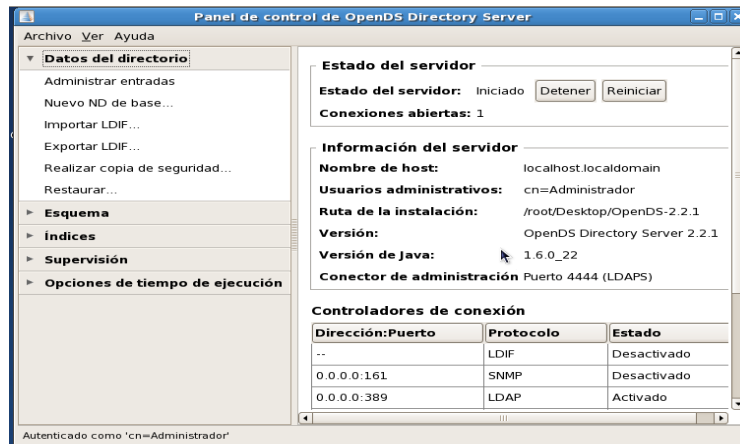 Panel de control de OpenDS Directory Server
Archivo Ver Ayuda
Datos del directorio
Administrar entradas
Nuevo ND de base...
Importar LDIF...
Exportar LDIF...
Realizar copia de seguridad...
Restaurar...
Esquema
Índices
Supervisión
Opciones de tiempo de ejecución
Estado del servidor
Estado del servidor: Iniciado Detener Reiniciar
Conexiones abiertas: 1
Información del servidor
Nombre de host: localhost.localdomain
Usuarios administrativos: cn=Administrador
Ruta de la instalación: /root/Desktop/OpenDS-2.2.1
Versión: OpenDS Directory Server 2.2.1
Versión de Java: 1.6.0_22
Conector de administración Puerto 4444 (LDAPS)
Controladores de conexión
Dirección:Puerto Protocolo Estado
-- LDIF Desactivado
0.0.0.0:161 SNMP Desactivado
0.0.0.0:389 LDAP Activado
Autenticado como 'cn=Administrador'